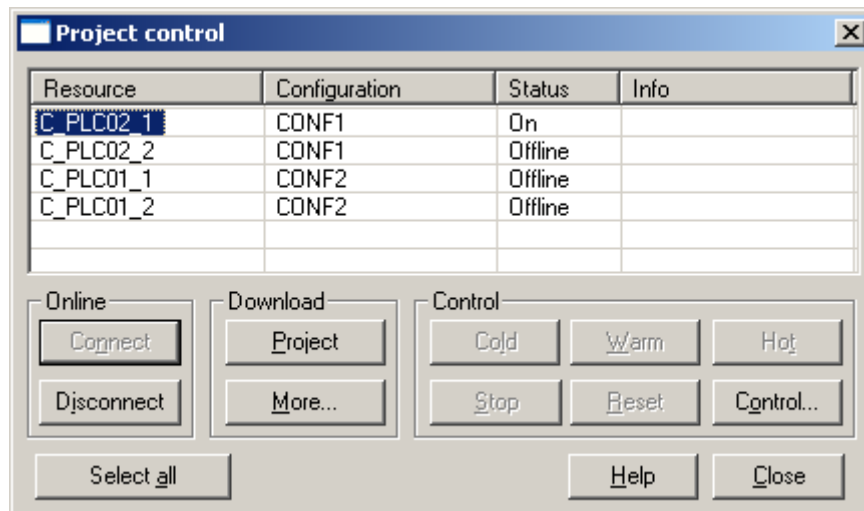 Project control
Resource Configuration Status Info
C_PLC02_1 CONF1 On
C_PLC02_2 CONF1 Offline
C_PLC01_1 CONF2 Offline
C_PLC01_2 CONF2 Offline
Online Download Control
Connect Project Cold Warm Hot
Disconnect More... Stop Reset Control...
Select all Help Close